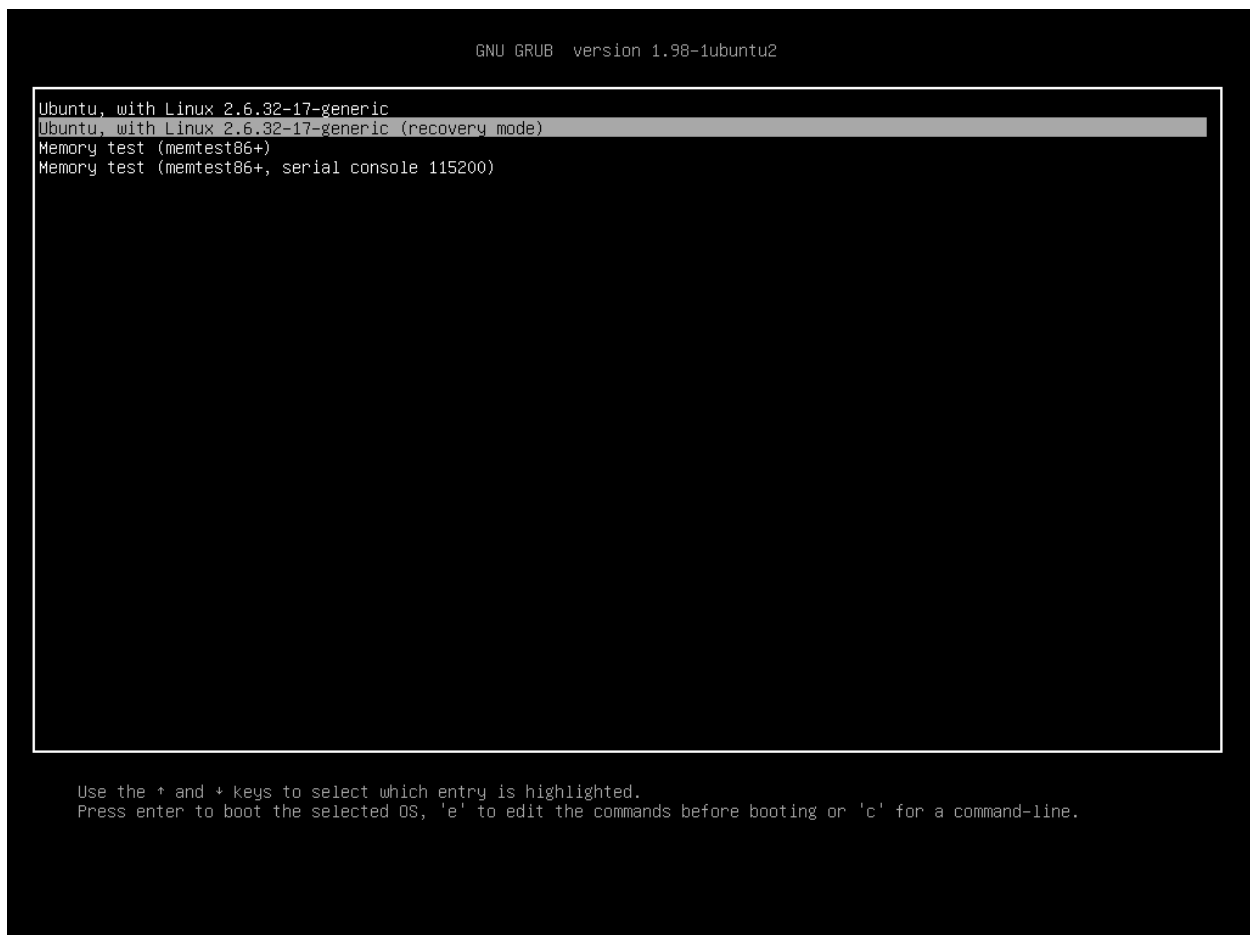 GNU GRUB version 1.98-1ubuntu2
Ubuntu, with Linux 2.6.32-17-generic
Ubuntu, with Linux 2.6.32-17-generic (recovery mode)
Memory test (memtest86+)
Memory test (memtest86+, serial console 115200)
Use the ↑ and ↓ keys to select which entry is highlighted.
Press enter to boot the selected OS, 'e' to edit the commands before booting or 'c' for a command-line.